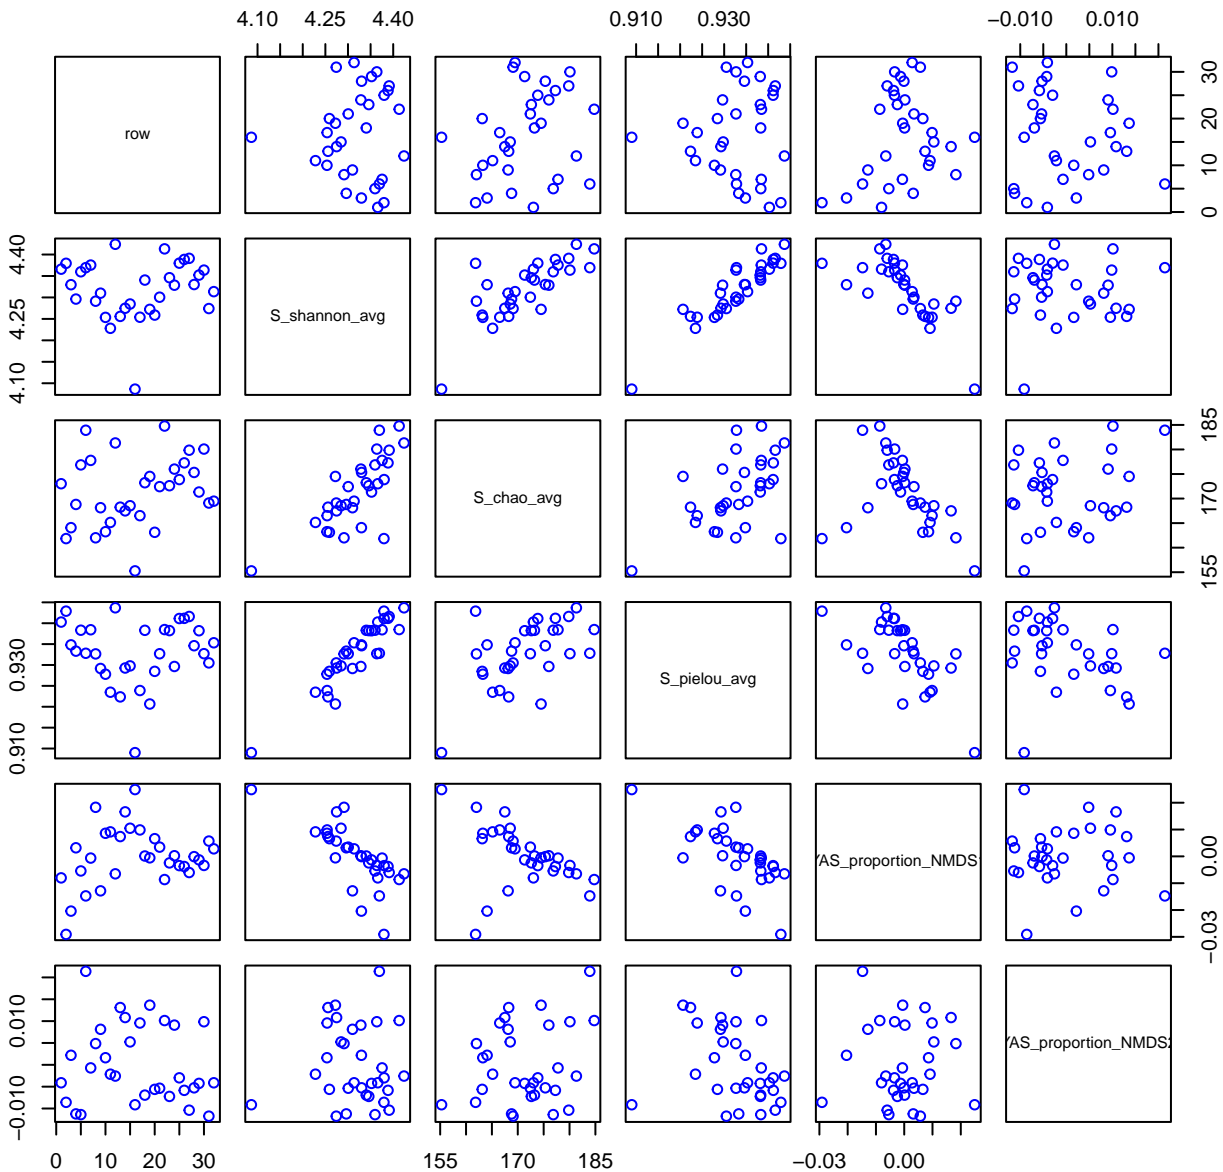 4.10 4.25 4.40 0.910 0.930 −0.010 0.010
row
0 10 20 30
4.10 4.25 4.40
S_shannon_avg
S_chao_avg
155 170 185
0.910 0.930
S_pielou_avg
/AS_proportion_NMDS
−0.03 0.00
−0.010 0.010
/AS_proportion_NMDS
0 10 20 30 155 170 185 −0.03 0.00